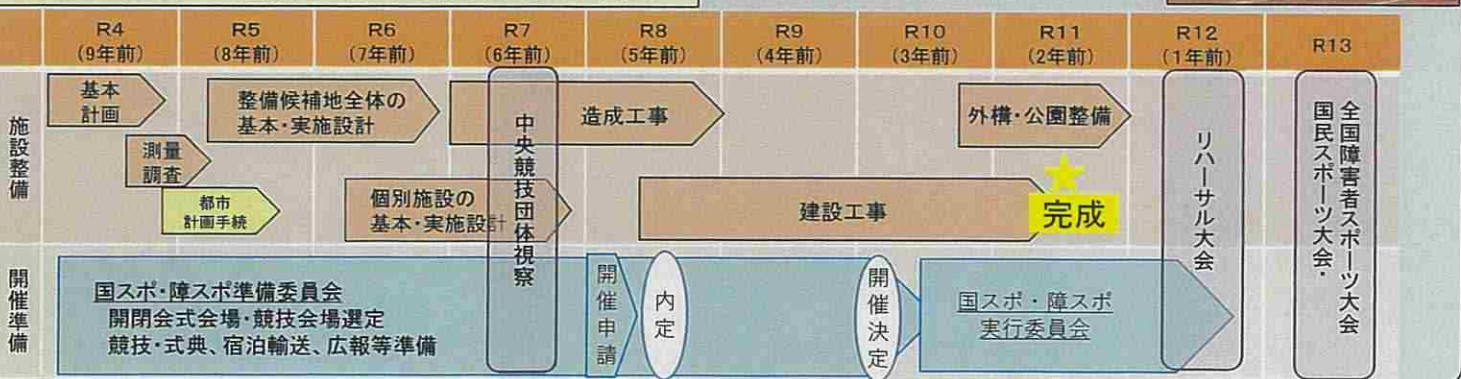 R4
(9年前)
R5
(8年前)
R6
(7年前)
R7
(6年前)
R8
(5年前)
R9
(4年前)
R10
(3年前)
R11
(2年前)
R12
(1年前)
R13
施設整備
基本
計画
測量
調査
都市
計画手続
整備候補地全体の
基本・実施設計
個別施設の
基本・実施設計
中央競技団体視察
造成工事
建設工事
外構・公園整備
完成
リハーサル大会
全国障害者スポーツ大会
国民スポーツ大会・
開催準備
国スポ・障スポ準備委員会
開閉会式会場・競技会場選定
競技・式典、宿泊輸送、広報等準備
開催申請
内定
開催決定
国スポ・障スポ
実行委員会